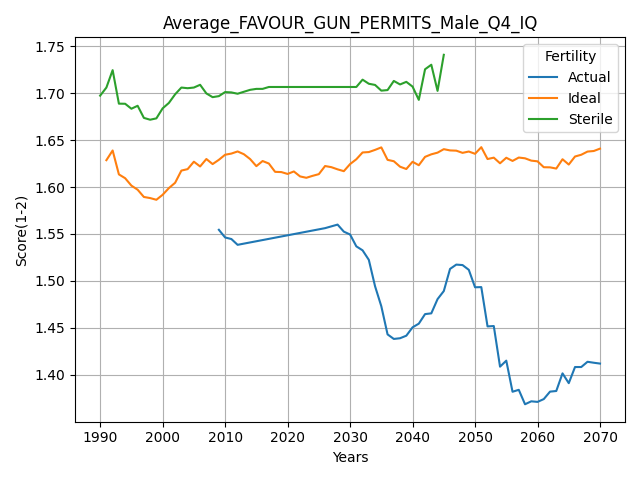 Average_FAVOUR_GUN_PERMITS_Male_Q4_IQ
Fertility
Actual
Ideal
Sterile
Score(1-2)
1.75
1.70
1.65
1.60
1.55
1.50
1.45
1.40
1990 2000 2010 2020 2030 2040 2050 2060 2070
Years